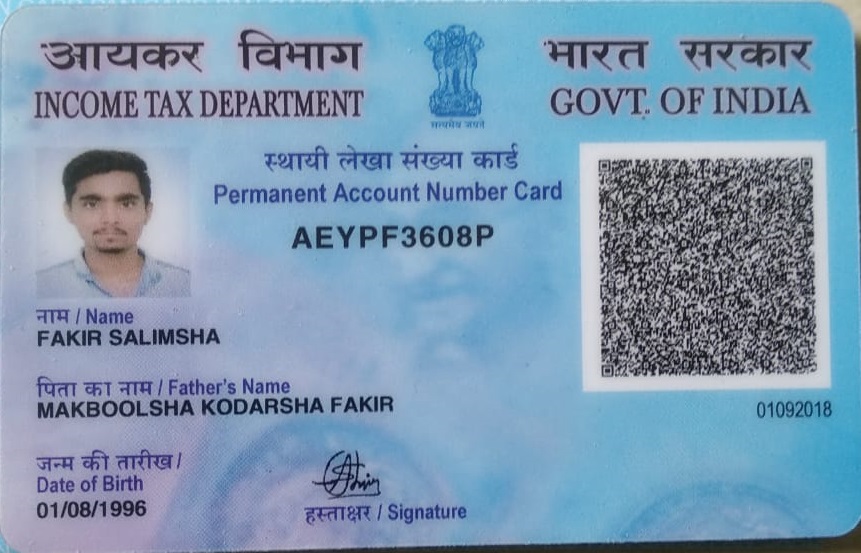 आयकर विभाग
INCOME TAX DEPARTMENT
सत्यमेव जयते
भारत सरकार
GOVT. OF INDIA
स्थायी लेखा संख्या कार्ड
Permanent Account Number Card
AEYPF3608P
नाम / Name
FAKIR SALIMSHA
पिता का नाम / Father's Name
MAKBOOLSHA KODARSHA FAKIR
01092018
जन्म की तारीख /
Date of Birth
01/08/1996
हस्ताक्षर / Signature